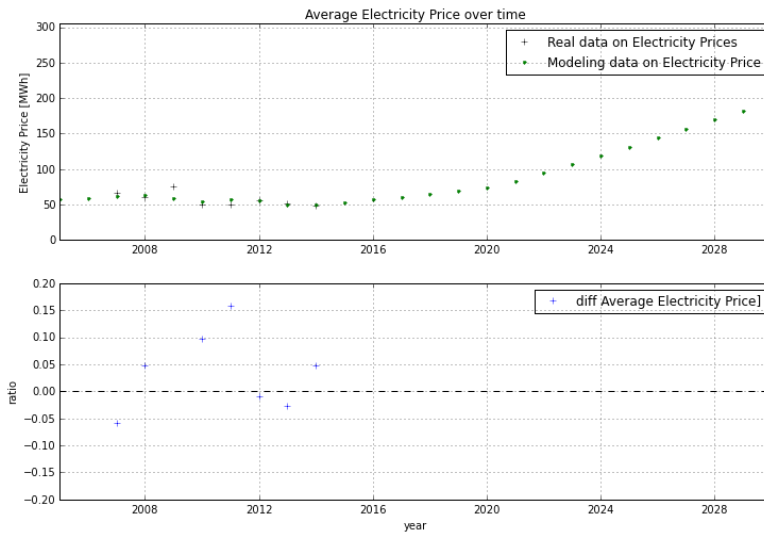 Average Electricity Price over time
Electricity Price [MWh]
300
250
200
150
100
50
0
Real data on Electricity Prices
Modeling data on Electricity Price
2008 2012 2016 2020 2024 2028
ratio
0.20
0.15
0.10
0.05
0.00
−0.05
−0.10
−0.15
−0.20
diff Average Electricity Price]
2008 2012 2016 2020 2024 2028
year